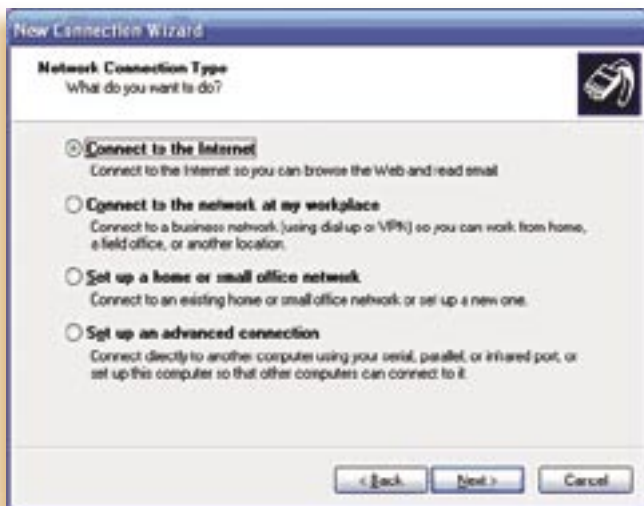 New Connection Wizard
Network Connection Type
What do you want to do?
Connect to the Internet
Connect to the Internet so you can browse the Web and read email.
Connect to the network at my workplace
Connect to a business network (using dial-up or VPN) so you can work from home,
a field office, or another location.
Set up a home or small office network
Connect to an existing home or small office network or set up a new one.
Set up an advanced connection
Connect directly to another computer using your serial, parallel, or infrared port, or
set up this computer so that other computers can connect to it.
< Back
Next >
Cancel